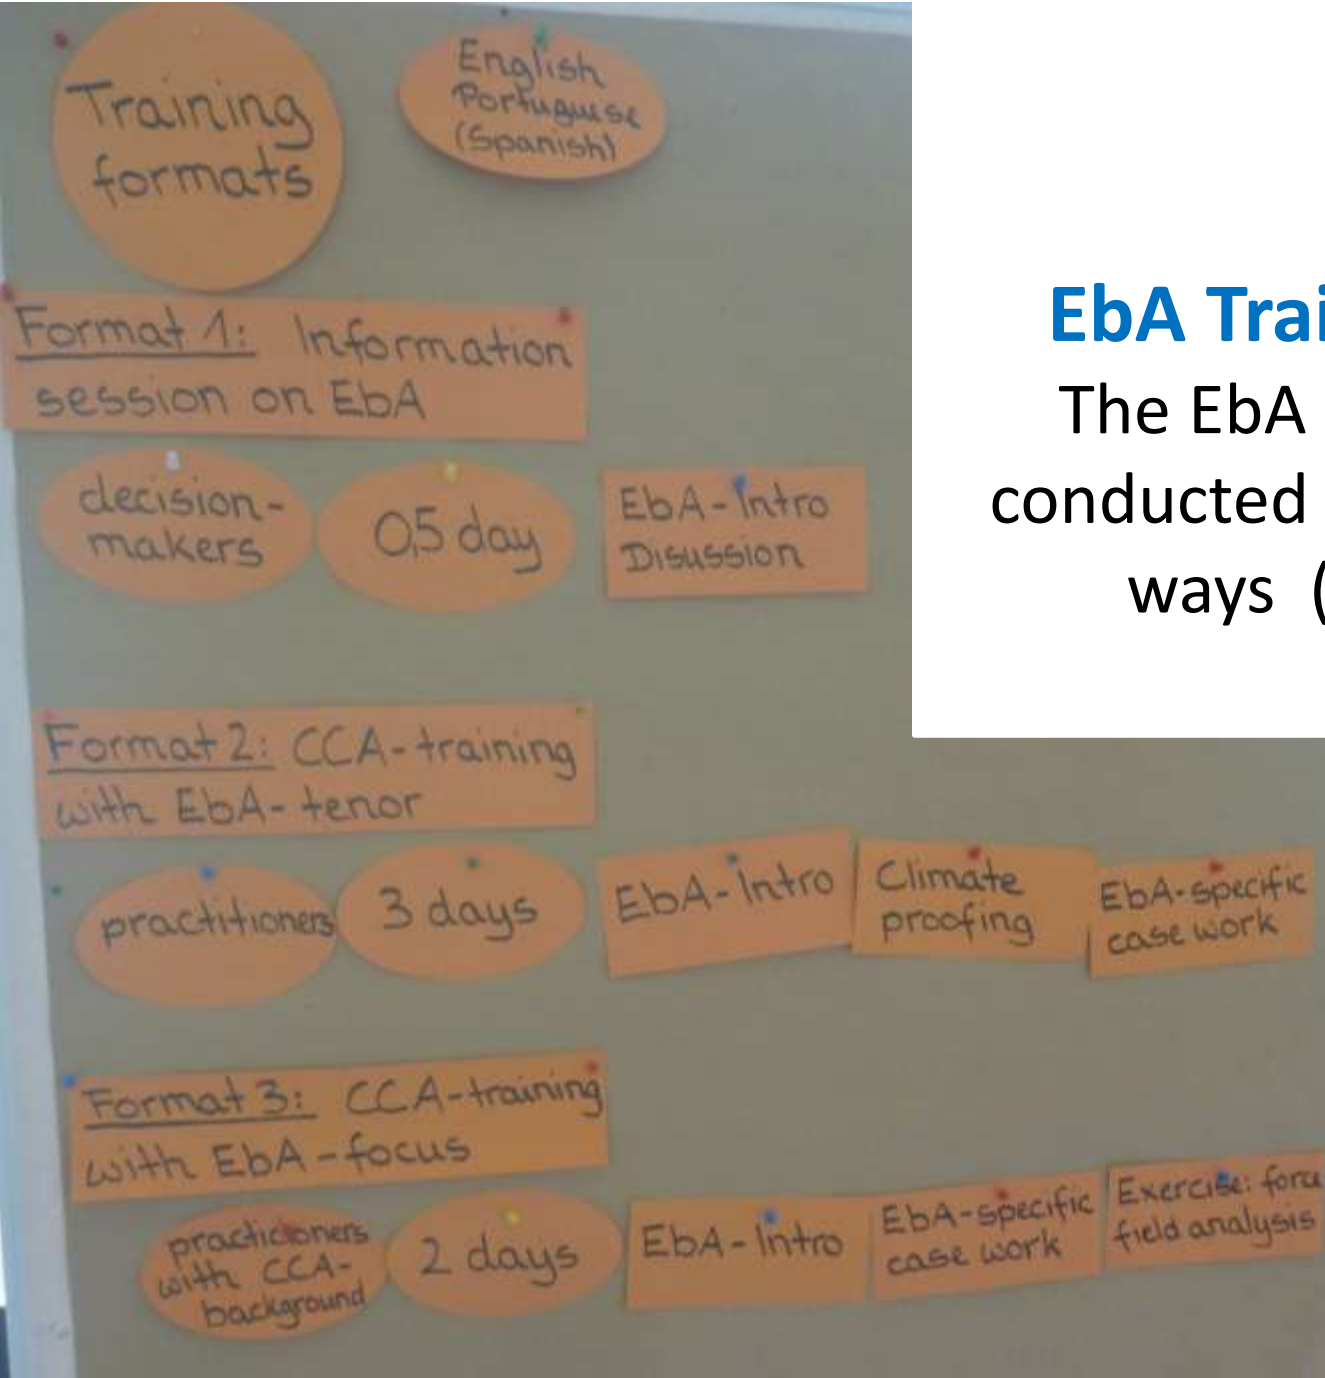 Training
formats
English
Portuguese
(Spanish)
Format 1: Information
session on EbA
decision-
makers
0,5 day
EbA-Intro
Disussion
EbA Trai
The EbA
conducted
ways (
Format 2: CCA-training
with EbA-tenor
practitioners
3 days
EbA-Intro
Climate
proofing
EbA-specific
case work
Format 3: CCA-training
with EbA-focus
practicioners
with CCA-
background
2 days
EbA-Intro
EbA-specific
case work
Exercise: force
field analysis